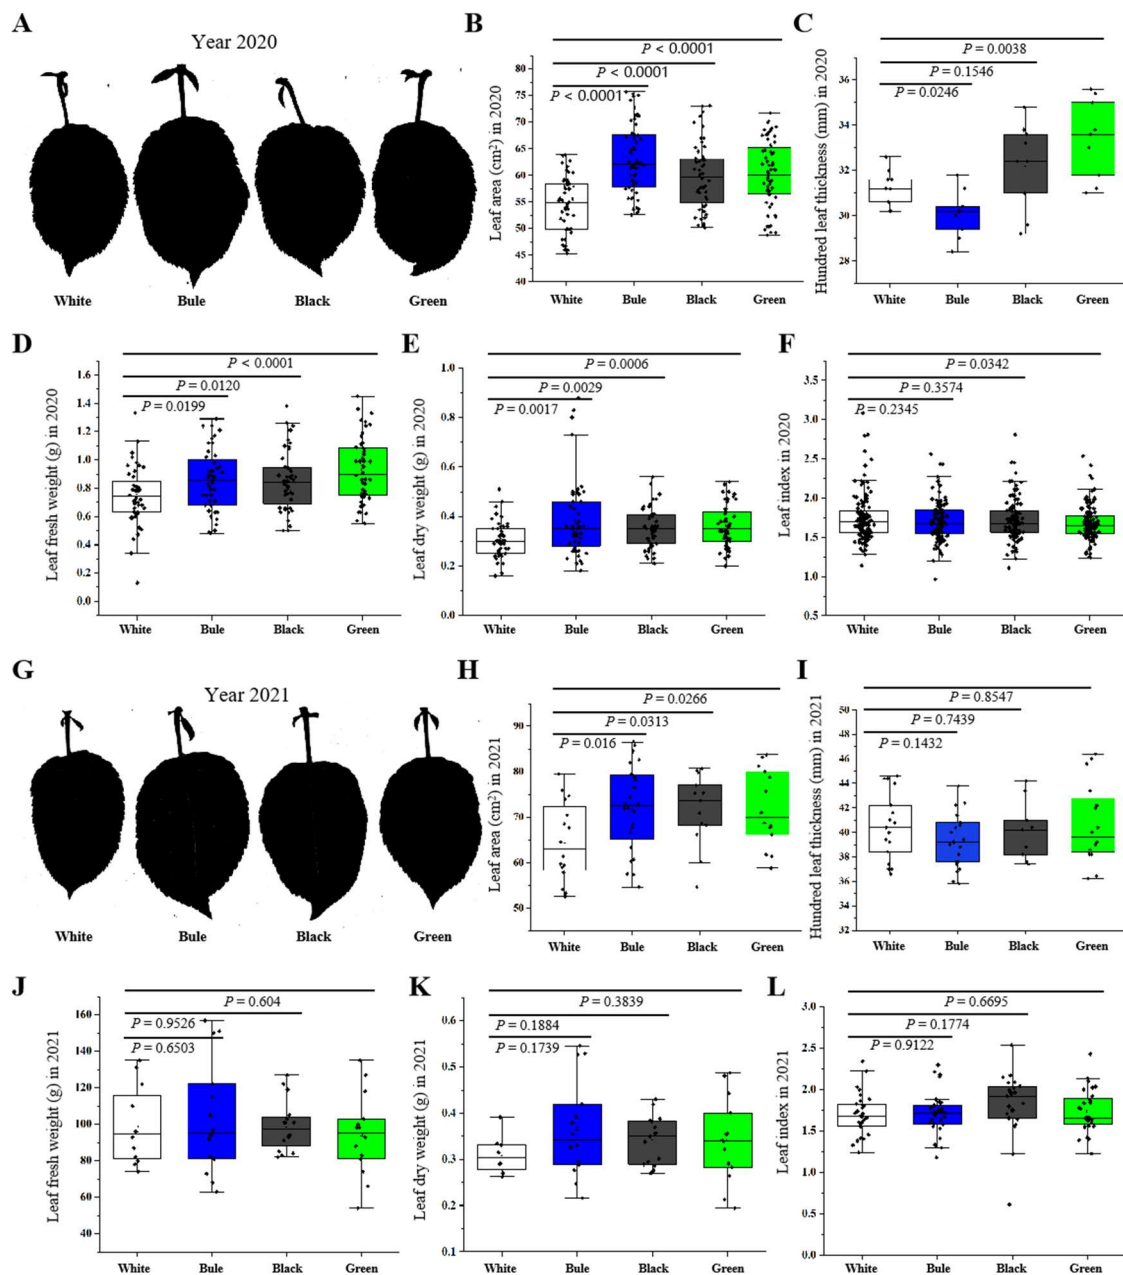 A
Year 2020
White
Bule
Black
Green
B
P < 0.0001
P < 0.0001
P < 0.0001
Leaf area (cm²) in 2020
85
80
75
70
65
60
55
50
45
40
White
Bule
Black
Green
C
P = 0.0038
P = 0.1546
P = 0.0246
Hundred leaf thickness (mm) in 2020
36
34
32
30
28
White
Bule
Black
Green
D
P < 0.0001
P = 0.0120
P = 0.0199
Leaf fresh weight (g) in 2020
1.6
1.4
1.2
1.0
0.8
0.6
0.4
0.2
0.0
White
Bule
Black
Green
E
P = 0.0006
P = 0.0029
P = 0.0017
Leaf dry weight (g) in 2020
1.0
0.8
0.6
0.4
0.2
0.0
White
Bule
Black
Green
F
P = 0.0342
P = 0.3574
P = 0.2345
Leaf index in 2020
3.5
3.0
2.5
2.0
1.5
1.0
0.5
White
Bule
Black
Green
G
Year 2021
White
Bule
Black
Green
H
P = 0.0266
P = 0.0313
P = 0.016
Leaf area (cm²) in 2021
90
80
70
60
50
White
Bule
Black
Green
I
P = 0.8547
P = 0.7439
P = 0.1432
Hundred leaf thickness (mm) in 2021
50
48
46
44
42
40
38
36
34
32
White
Bule
Black
Green
J
P = 0.604
P = 0.9526
P = 0.6503
Leaf fresh weight (g) in 2021
160
140
120
100
80
60
40
White
Bule
Black
Green
K
P = 0.3839
P = 0.1884
P = 0.1739
Leaf dry weight (g) in 2021
0.6
0.5
0.4
0.3
0.2
0.1
White
Bule
Black
Green
L
P = 0.6695
P = 0.1774
P = 0.9122
Leaf index in 2021
3.0
2.5
2.0
1.5
1.0
0.5
0.0
White
Bule
Black
Green